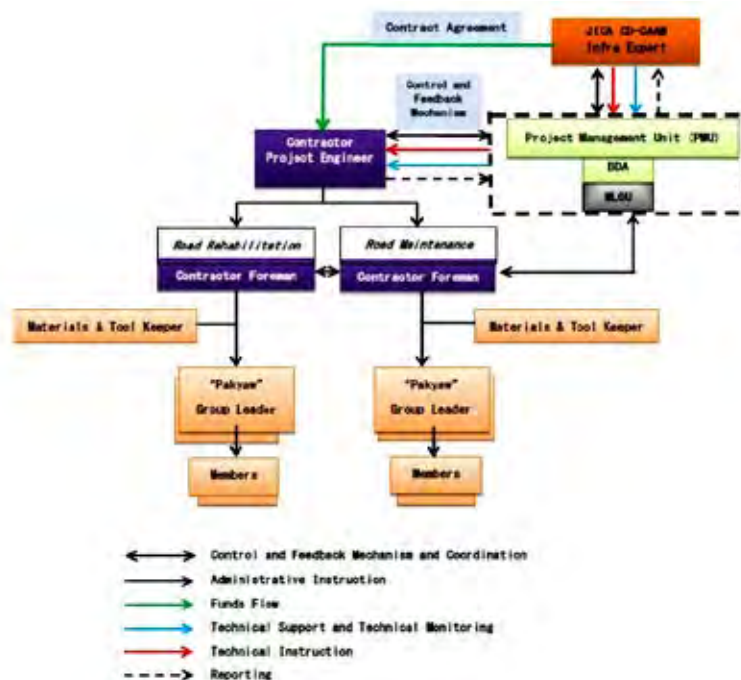 Contract Agreement
JICA CD-CAAM
Infra Expert
Control and
Feedback
Mechanism
Contractor
Project Engineer
Project Management Unit (PMU)
BDA
MLGU
Road Rehabilitation
Contractor Foreman
Road Maintenance
Contractor Foreman
Materials & Tool Keeper
Materials & Tool Keeper
"Pakyaw"
Group Leader
"Pakyaw"
Group Leader
Members
Members
Control and Feedback Mechanism and Coordination
Administrative Instruction
Funds Flow
Technical Support and Technical Monitoring
Technical Instruction
Reporting